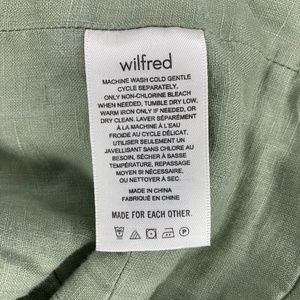 wilfred
MACHINE WASH COLD GENTLE
CYCLE SEPARATELY,
ONLY NON-CHLORINE BLEACH
WHEN NEEDED, TUMBLE DRY LOW,
WARM IRON ONLY IF NEEDED, OR
DRY CLEAN. LAVER SÉPARÉMENT
À LA MACHINE À L'EAU
FROIDE AU CYCLE DÉLICAT.
UTILISER SEULEMENT UN
JAVELLISANT SANS CHLORE AU
BESOIN, SÉCHER À BASSE
TEMPÉRATURE, REPASSAGE
MOYEN SI NÉCESSAIRE,
OU NETTOYER À SEC.
MADE IN CHINA
FABRIQUÉ EN CHINE
MADE FOR EACH OTHER.